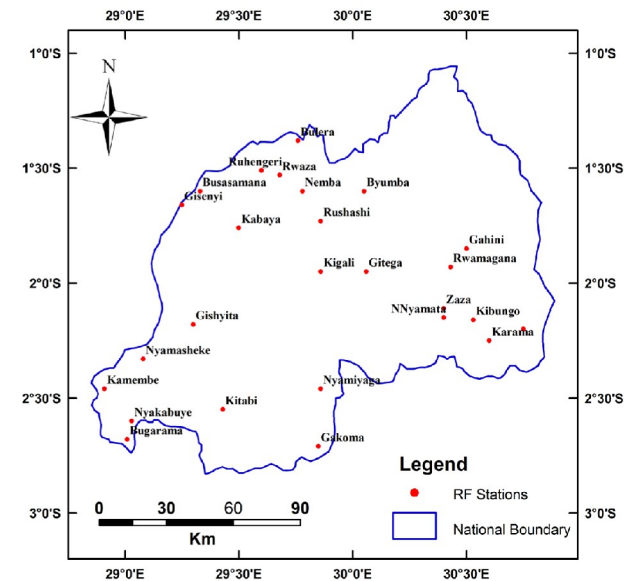 29°0'E 29°30'E 30°0'E 30°30'E
1°0'S 1°0'S
N
Bulera
1°30'S 1°30'S
Ruhengeri Rwaza
Busasamana Nemba Byumba
Gisenyi
Kabaya Rushashi
Gahini
Kigali Gitega Rwamagana
2°0'S 2°0'S
Zaza
NNyamata Kibungo
Gishyita
Karama
Nyamasheke
Kamembe Nyamiyaga
2°30'S 2°30'S
Kitabi
Nyakabuye
Bugarama
Gakoma
Legend
RF Stations
National Boundary
0 30 60 90
Km
3°0'S 3°0'S
29°0'E 29°30'E 30°0'E 30°30'E